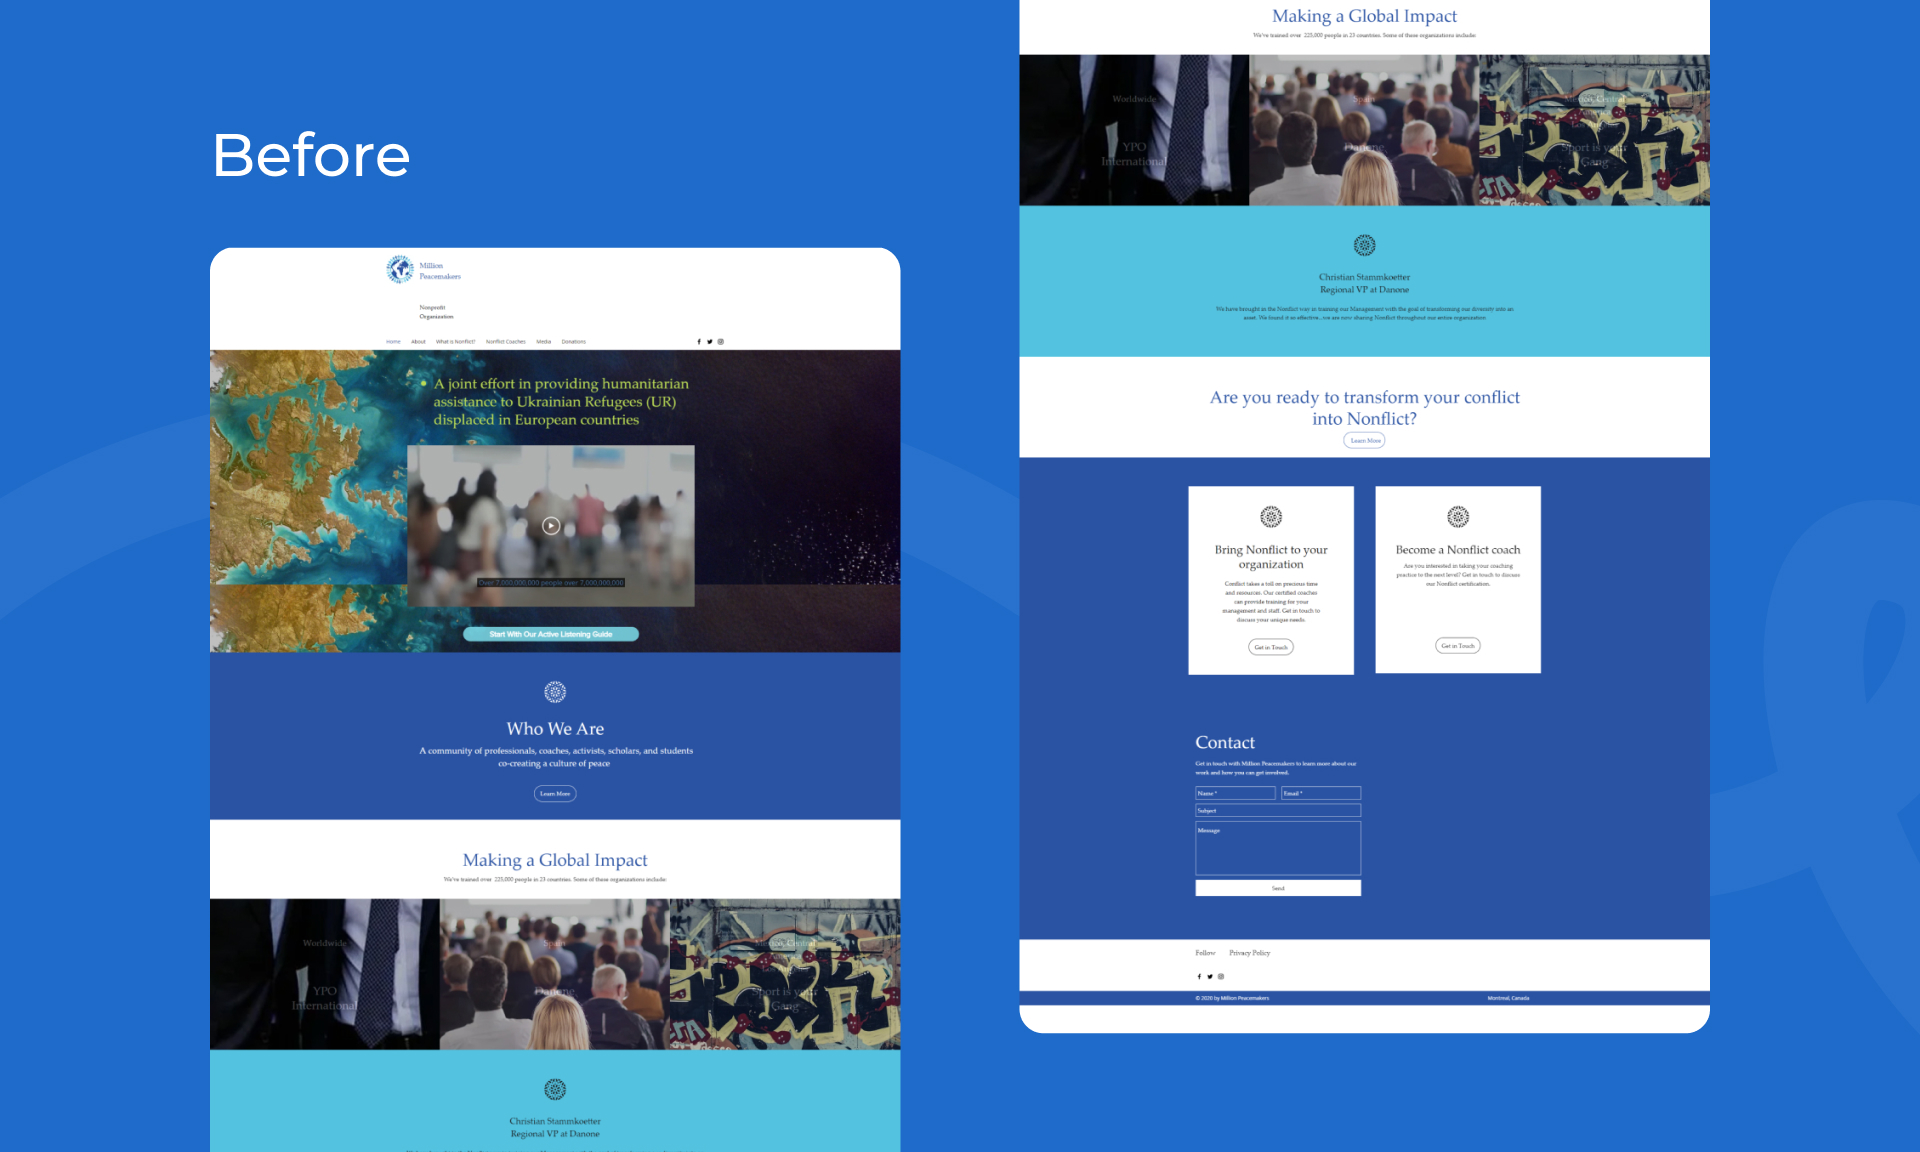 Before
Million
Peacemakers
Nonprofit
Organization
Home About What is Nonflict? Nonflict Coaches Media Donations
A joint effort in providing humanitarian
assistance to Ukrainian Refugees (UR)
displaced in European countries
Over 7,000,000,000 people over 7,000,000,000
Start With Our Active Listening Guide
Who We Are
A community of professionals, coaches, activists, scholars, and students
co-creating a culture of peace
Learn More
Making a Global Impact
We've trained over 225,000 people in 23 countries. Some of these organizations include:
Worldwide
YPO
International
Spain
Danone
Mexico, Central
Sport is your
Gang
Christian Stammkoetter
Regional VP at Danone
Making a Global Impact
We've trained over 225,000 people in 23 countries. Some of these organizations include:
Worldwide
YPO
International
Spain
Danone
Mexico, Central
Sport is your
Gang
Christian Stammkoetter
Regional VP at Danone
We have brought in the Nonflict way in training our Management with the goal of transforming our diversity into an
asset. We found it so effective...we are now sharing Nonflict throughout our entire organization
Are you ready to transform your conflict
into Nonflict?
Learn More
Bring Nonflict to your
organization
Conflict takes a toll on precious time
and resources. Our certified coaches
can provide training for your
management and staff. Get in touch to
discuss your unique needs.
Get in Touch
Become a Nonflict coach
Are you interested in taking your coaching
practice to the next level? Get in touch to discuss
our Nonflict certification.
Get in Touch
Contact
Get in touch with Million Peacemakers to learn more about our
work and how you can get involved.
Name * Email *
Subject
Message
Send
Follow Privacy Policy
© 2020 by Million Peacemakers Montreal, Canada